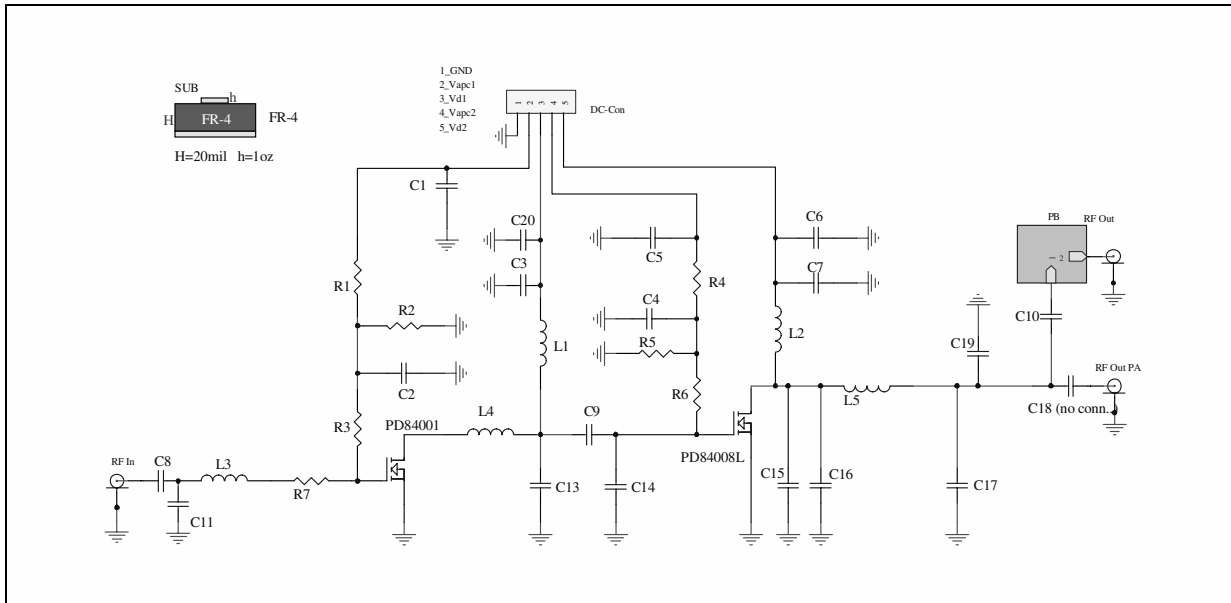 1_GND
2_Vapc1
3_Vd1
4_Vapc2
5_Vd2
1 2 3 4 5
DC-Con
SUB
h
H
FR-4
FR-4
H=20mil h=1oz
C1
C20
C3
C5
C6
C7
R1
R4
R2
C4
L1
R5
L2
C2
R6
R3
PD84001
L4
C9
PD84008L
L5
C19
C10
PB
1
2
RF Out
RF Out PA
C18 (no conn..)
RF In
C8
L3
R7
C11
C13
C14
C15
C16
C17